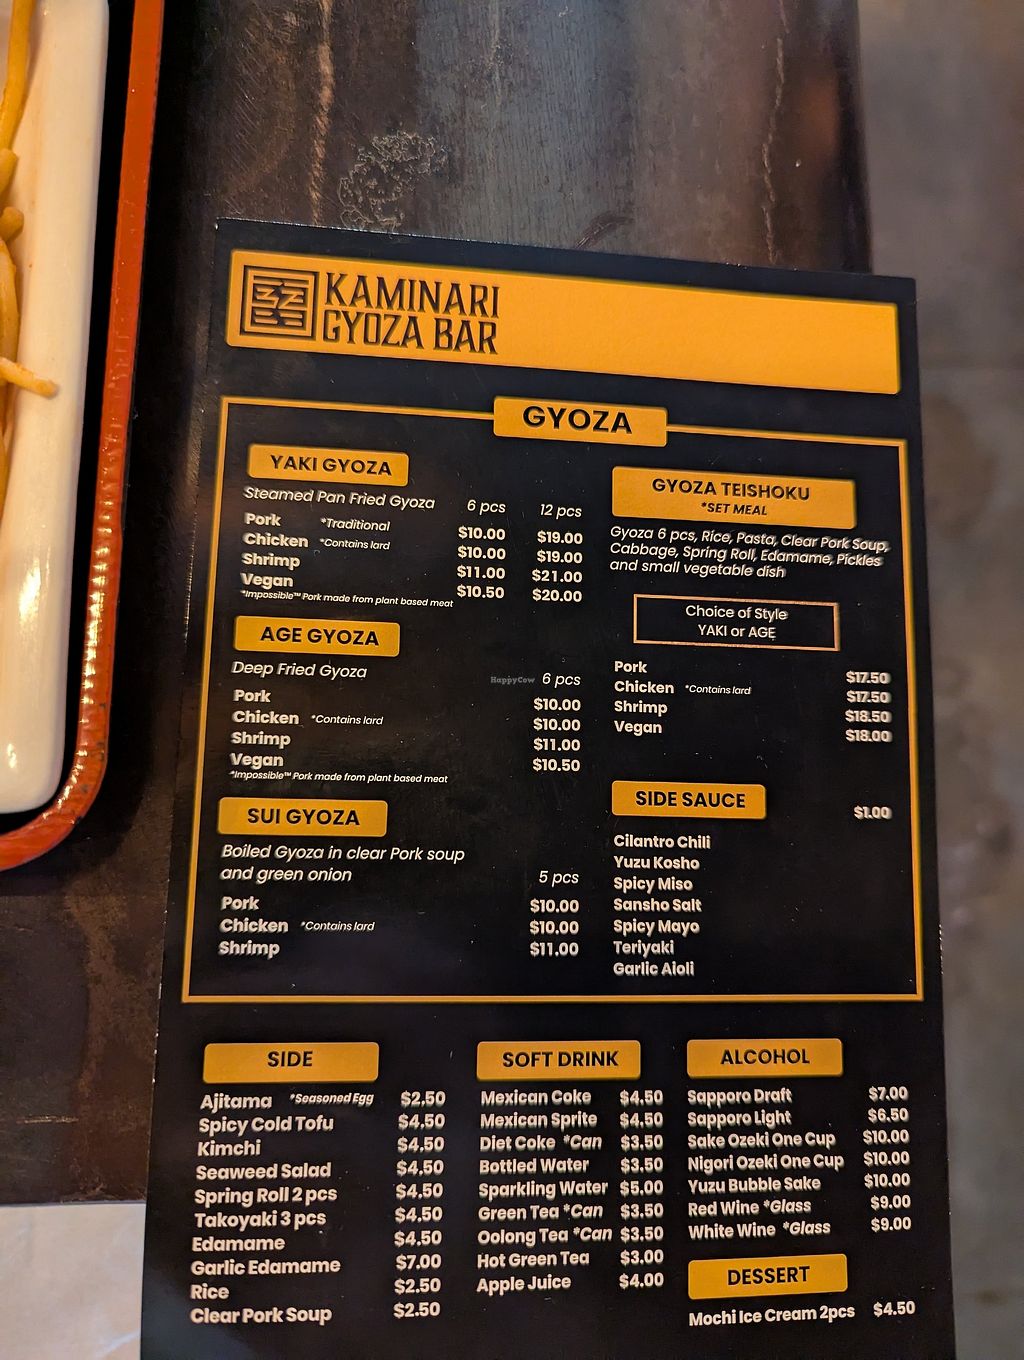 KAMINARI
GYOZA BAR
GYOZA
YAKI GYOZA
Steamed Pan Fried Gyoza 6 pcs 12 pcs
Pork *Traditional $10.00 $19.00
Chicken *Contains lard $10.00 $19.00
Shrimp $11.00 $21.00
Vegan $10.50 $20.00
*Impossible™ Pork made from plant based meat
AGE GYOZA
Deep Fried Gyoza 6 pcs
Pork $10.00
Chicken *Contains lard $10.00
Shrimp $11.00
Vegan $10.50
*Impossible™ Pork made from plant based meat
SUI GYOZA
Boiled Gyoza in clear Pork soup
and green onion 5 pcs
Pork $10.00
Chicken *Contains lard $10.00
Shrimp $11.00
GYOZA TEISHOKU
*SET MEAL
Gyoza 6 pcs, Rice, Pasta, Clear Pork Soup,
Cabbage, Spring Roll, Edamame, Pickles
and small vegetable dish
Choice of Style
YAKI or AGE
Pork $17.50
Chicken *Contains lard $17.50
Shrimp $18.50
Vegan $18.00
SIDE SAUCE $1.00
Cilantro Chili
Yuzu Kosho
Spicy Miso
Sansho Salt
Spicy Mayo
Teriyaki
Garlic Aioli
HappyCow
SIDE
Ajitama *Seasoned Egg $2.50
Spicy Cold Tofu $4.50
Kimchi $4.50
Seaweed Salad $4.50
Spring Roll 2 pcs $4.50
Takoyaki 3 pcs $4.50
Edamame $4.50
Garlic Edamame $7.00
Rice $2.50
Clear Pork Soup $2.50
SOFT DRINK
Mexican Coke $4.50
Mexican Sprite $4.50
Diet Coke *Can $3.50
Bottled Water $3.50
Sparkling Water $5.00
Green Tea *Can $3.50
Oolong Tea *Can $3.50
Hot Green Tea $3.00
Apple Juice $4.00
ALCOHOL
Sapporo Draft $7.00
Sapporo Light $6.50
Sake Ozeki One Cup $10.00
Nigori Ozeki One Cup $10.00
Yuzu Bubble Sake $10.00
Red Wine *Glass $9.00
White Wine *Glass $9.00
DESSERT
Mochi Ice Cream 2pcs $4.50